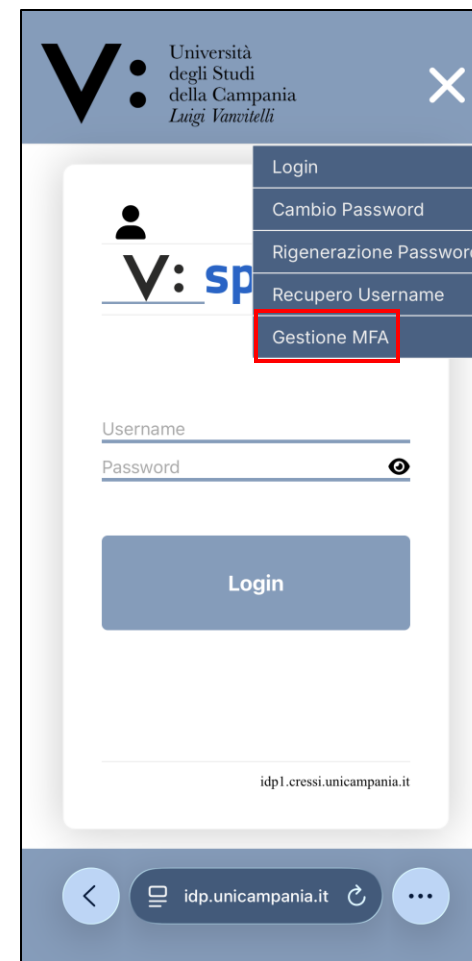 V:
Università
degli Studi
della Campania
Luigi Vanvitelli
Login
Cambio Password
Rigenerazione Passwor
Recupero Username
Gestione MFA
V: sp
Username
Password
Login
idp1.cressi.unicampania.it
idp.unicampania.it